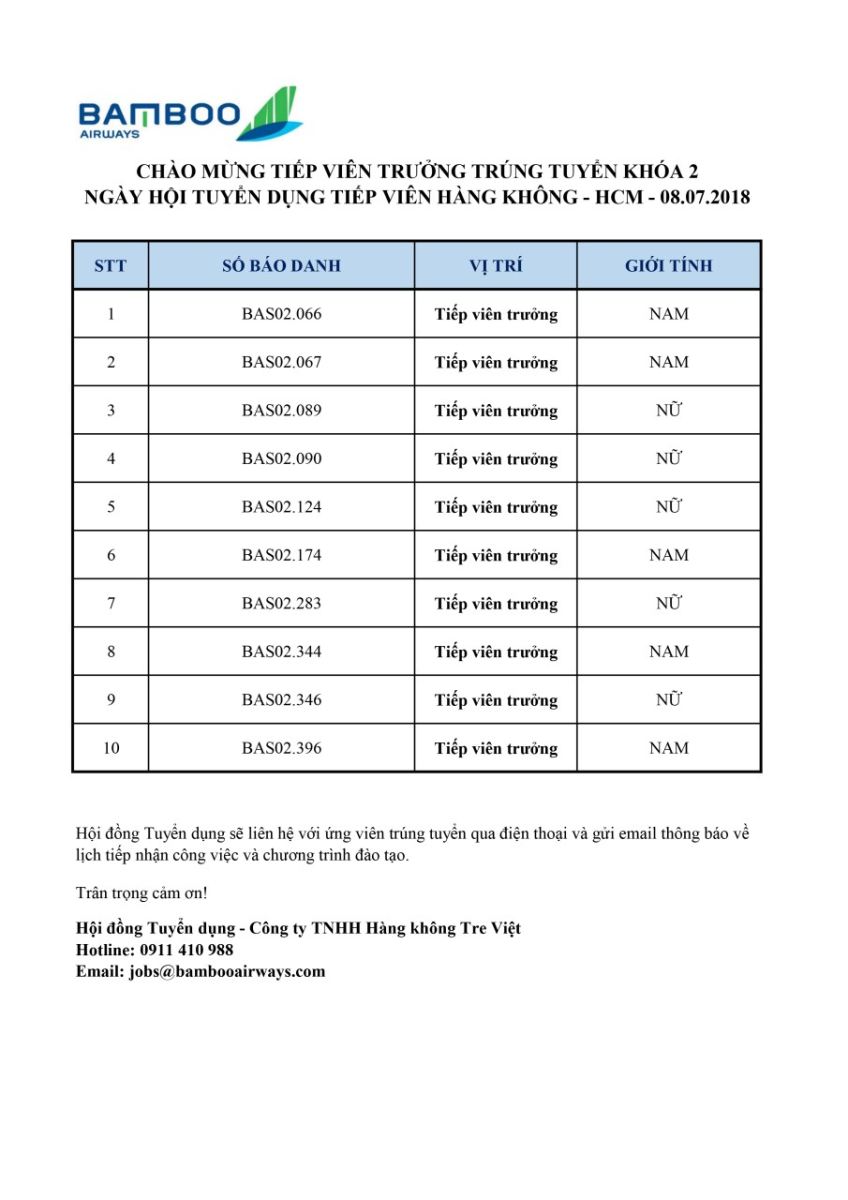 BAMBOO
AIRWAYS
CHÀO MỪNG TIẾP VIÊN TRƯỞNG TRÚNG TUYỂN KHÓA 2
NGÀY HỘI TUYỂN DỤNG TIẾP VIÊN HÀNG KHÔNG - HCM - 08.07.2018
STT SỐ BÁO DANH VỊ TRÍ GIỚI TÍNH
1 BAS02.066 Tiếp viên trưởng NAM
2 BAS02.067 Tiếp viên trưởng NAM
3 BAS02.089 Tiếp viên trưởng NỮ
4 BAS02.090 Tiếp viên trưởng NỮ
5 BAS02.124 Tiếp viên trưởng NỮ
6 BAS02.174 Tiếp viên trưởng NAM
7 BAS02.283 Tiếp viên trưởng NỮ
8 BAS02.344 Tiếp viên trưởng NAM
9 BAS02.346 Tiếp viên trưởng NỮ
10 BAS02.396 Tiếp viên trưởng NAM
Hội đồng Tuyển dụng sẽ liên hệ với ứng viên trúng tuyển qua điện thoại và gửi email thông báo về
lịch tiếp nhận công việc và chương trình đào tạo.
Trân trọng cảm ơn!
Hội đồng Tuyển dụng - Công ty TNHH Hàng không Tre Việt
Hotline: 0911 410 988
Email: jobs@bambooairways.com